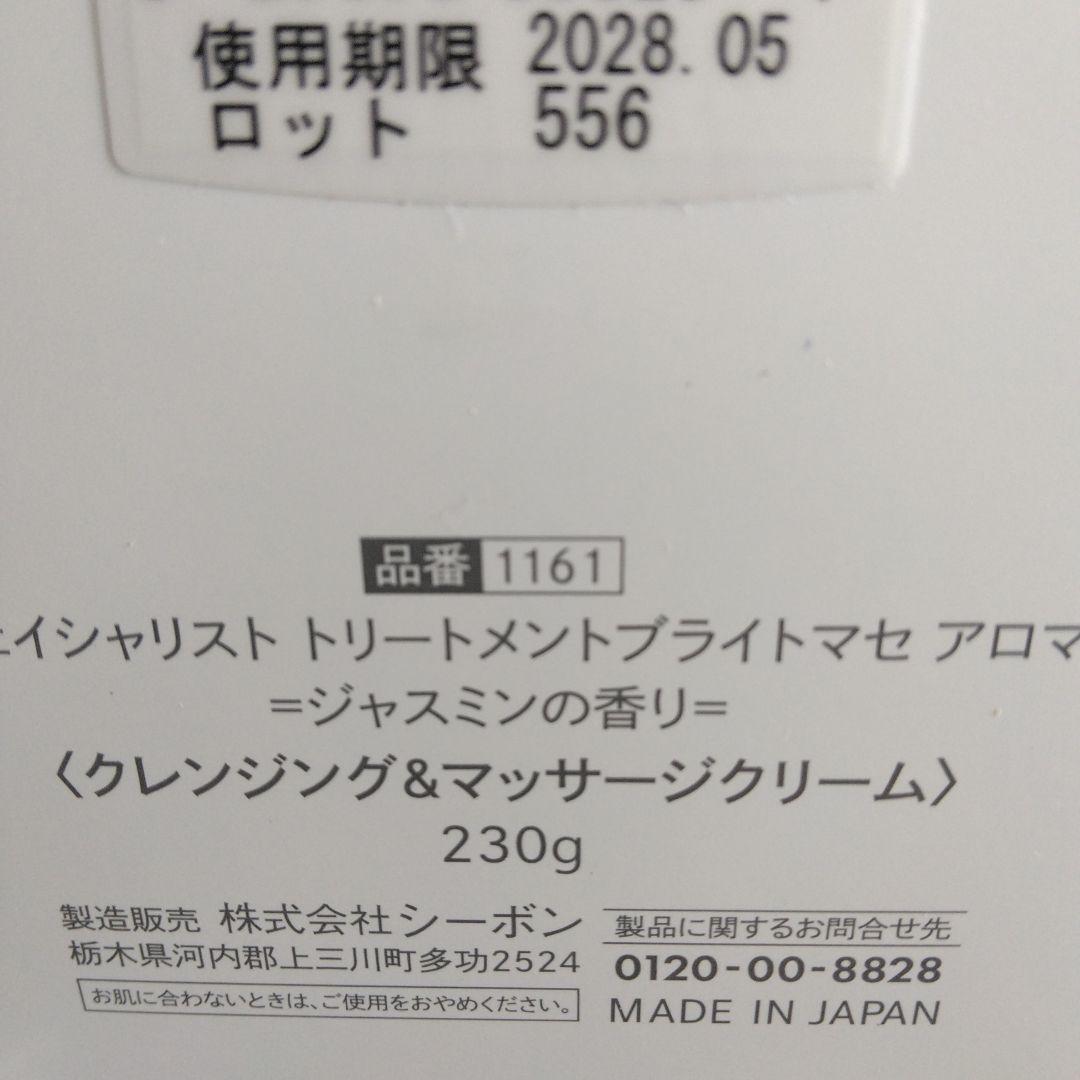 使用期限 2028.05
ロット 556
品番 1161
ェイシャリスト トリートメントブライトマセ アロマ
=ジャスミンの香り=
〈クレンジング&マッサージクリーム〉
230g
製造販売 株式会社シーボン
栃木県河内郡上三川町多功2524
お肌に合わないときは、ご使用をおやめください。
製品に関するお問合せ先
0120-00-8828
MADE IN JAPAN